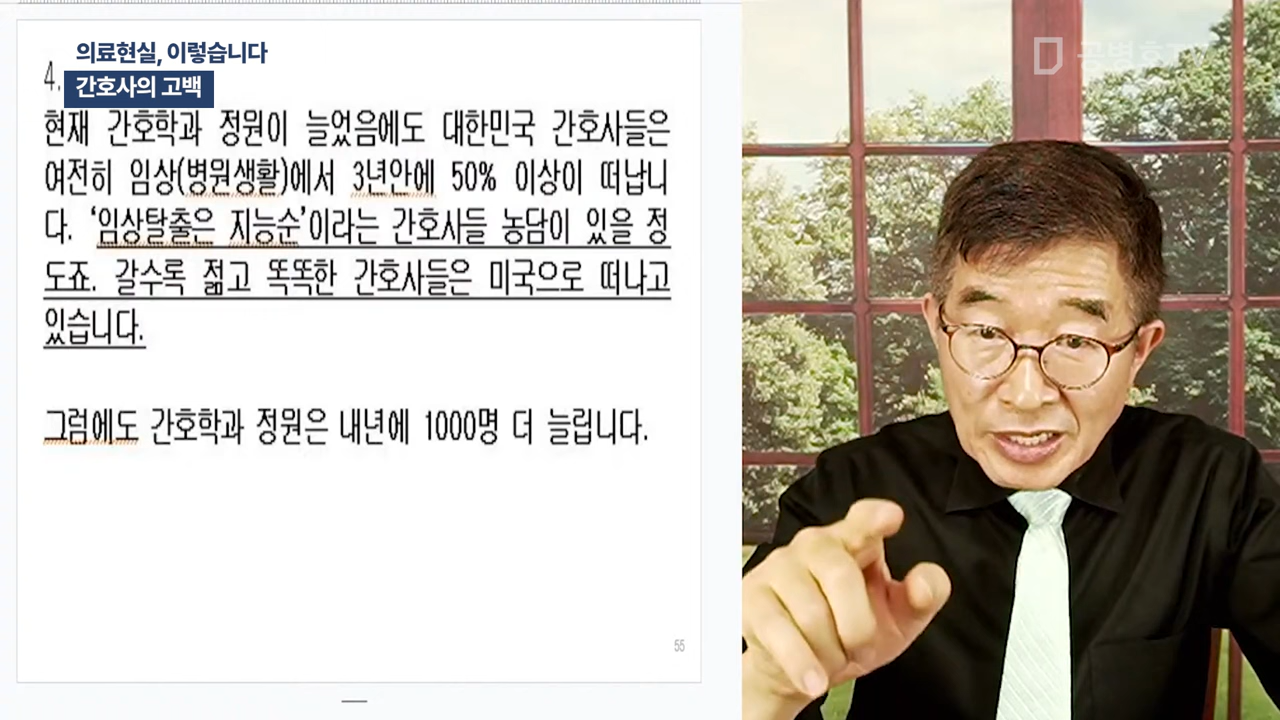 의료현실, 이렇습니다
간호사의 고백
4.
현재 간호학과 정원이 늘었음에도 대한민국 간호사들은
여전히 임상(병원생활)에서 3년안에 50% 이상이 떠납니
다. ‘임상탈출은 지능순’이라는 간호사들 농담이 있을 정
도죠. 갈수록 젊고 똑똑한 간호사들은 미국으로 떠나고
있습니다.
그럼에도 간호학과 정원은 내년에 1000명 더 늘립니다.
55
공병호TV